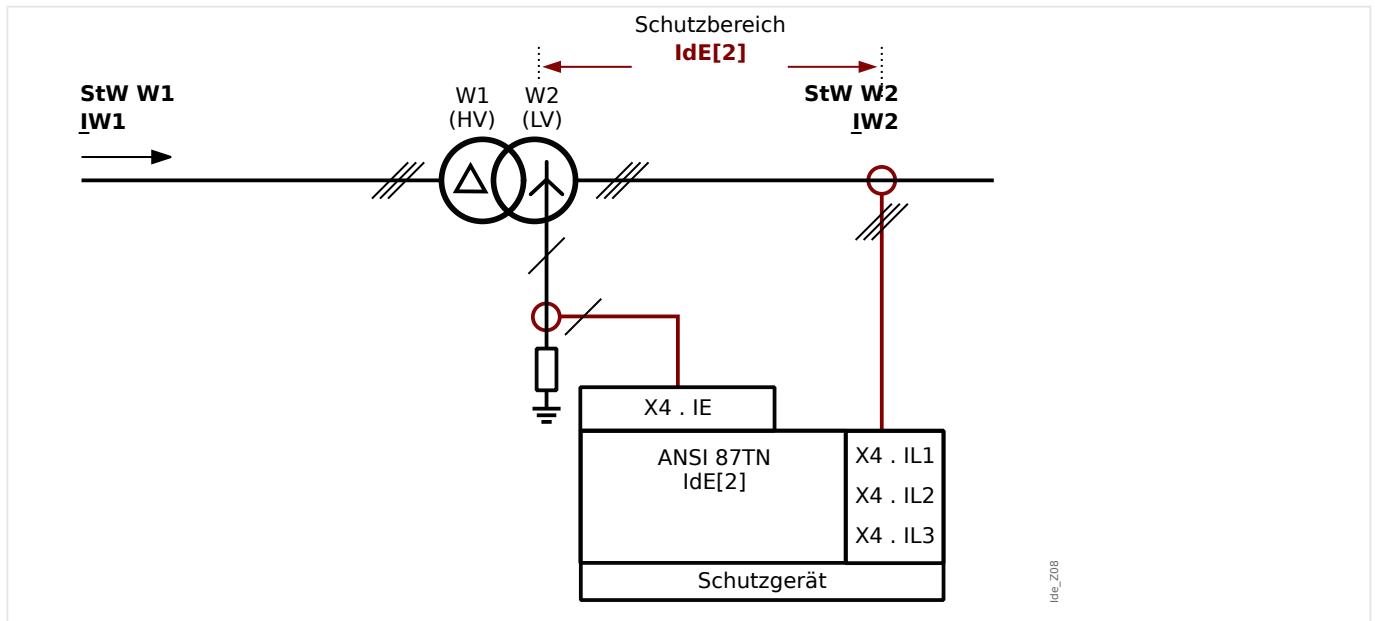 Schutzbereich
IdE[2]
StW W1
IW1
W1
(HV)
W2
(LV)
StW W2
IW2
X4 . IE
ANSI 87TN
IdE[2]
X4 . IL1
X4 . IL2
X4 . IL3
Schutzgerät
Ide_Z08